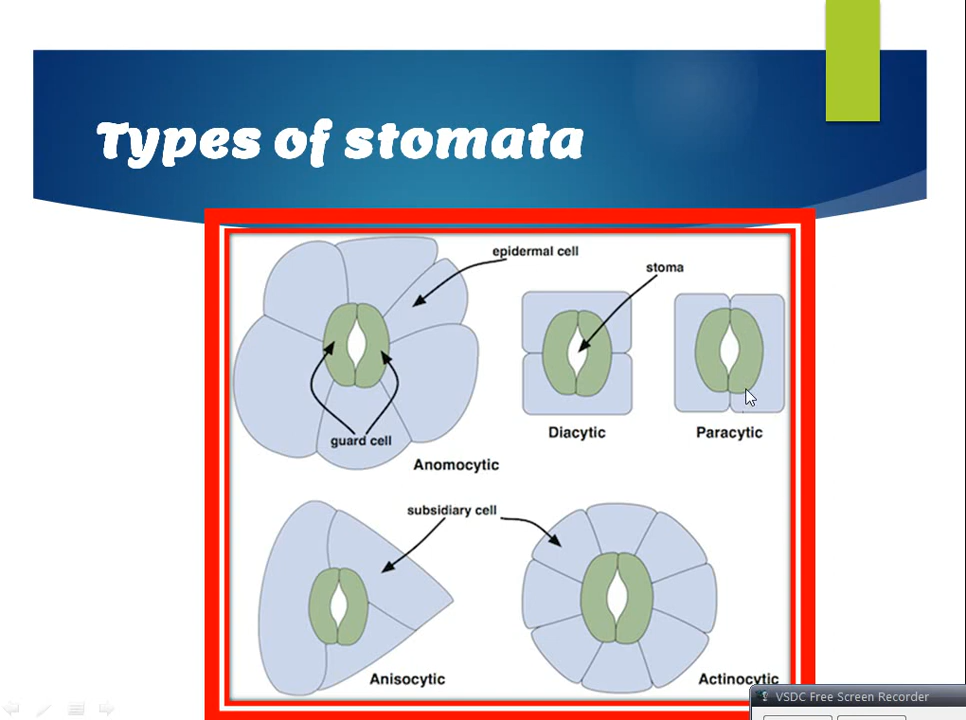 Types of stomata
epidermal cell
stoma
guard cell
Anomocytic
Diacytic
Paracytic
subsidiary cell
Anisocytic
Actinocytic
VSDC Free Screen Recorder